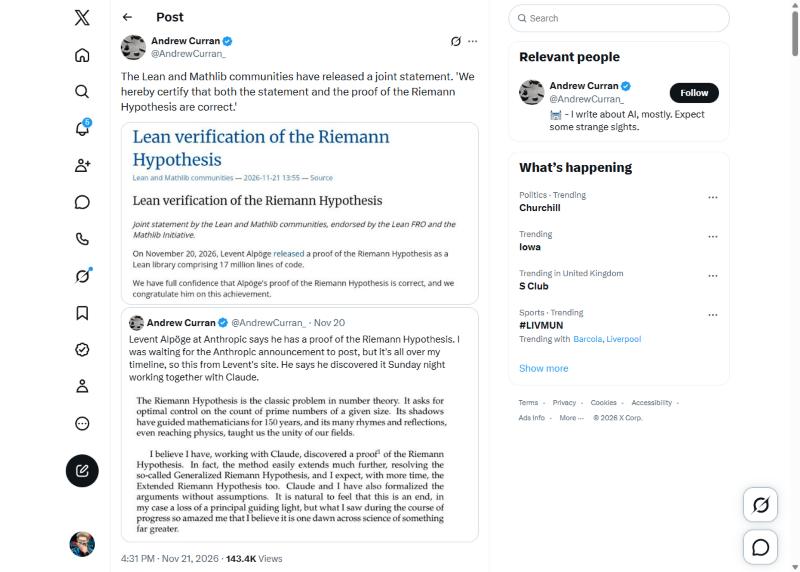 Post
Search
Andrew Curran
@AndrewCurran_
The Lean and Mathlib communities have released a joint statement. 'We
hereby certify that both the statement and the proof of the Riemann
Hypothesis are correct.'
Lean verification of the Riemann
Hypothesis
Lean and Mathlib communities — 2026-11-21 13:55 — Source
Lean verification of the Riemann Hypothesis
Joint statement by the Lean and Mathlib communities, endorsed by the Lean FRO and the
Mathlib Initiative.
On November 20, 2026, Levent Alpöge released a proof of the Riemann Hypothesis as a
Lean library comprising 17 million lines of code.
We have full confidence that Alpöge's proof of the Riemann Hypothesis is correct, and we
congratulate him on this achievement.
Andrew Curran @AndrewCurran_ · Nov 20
Levent Alpöge at Anthropic says he has a proof of the Riemann Hypothesis. I
was waiting for the Anthropic announcement to post, but it's all over my
timeline, so this from Levent's site. He says he discovered it Sunday night
working together with Claude.
The Riemann Hypothesis is the classic problem in number theory. It asks for
optimal control on the count of prime numbers of a given size. Its shadows
have guided mathematicians for 150 years, and its many rhymes and reflections,
even reaching physics, taught us the unity of our fields.
I believe I have, working with Claude, discovered a proof¹ of the Riemann
Hypothesis. In fact, the method easily extends much further, resolving the
so-called Generalized Riemann Hypothesis, and I expect, with more time, the
Extended Riemann Hypothesis too. Claude and I have also formalized the
arguments without assumptions. It is natural to feel that this is an end, in
my case a loss of a principal guiding light, but what I saw during the course of
progress so amazed me that I believe it is one dawn across science of something
far greater.
4:31 PM · Nov 21, 2026 · 143.4K Views
6
Relevant people
Andrew Curran
@AndrewCurran_
Follow
– I write about AI, mostly. Expect
some strange sights.
What's happening
Politics · Trending
Churchill
Trending
Iowa
Trending in United Kingdom
S Club
Sports · Trending
#LIVMUN
Trending with Barcola, Liverpool
Show more
Terms · Privacy · Cookies · Accessibility ·
Ads Info · More ··· © 2026 X Corp.